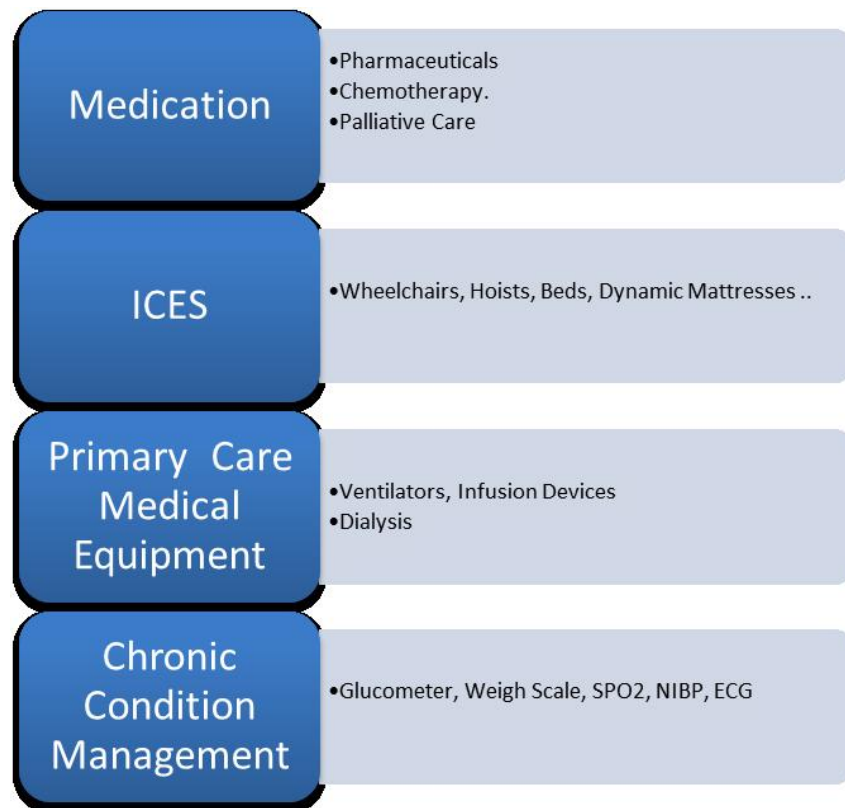 Medication
•Pharmaceuticals
•Chemotherapy.
•Palliative Care
ICES
•Wheelchairs, Hoists, Beds, Dynamic Mattresses ..
Primary Care
Medical
Equipment
•Ventilators, Infusion Devices
•Dialysis
Chronic
Condition
Management
•Glucometer, Weigh Scale, SPO2, NIBP, ECG